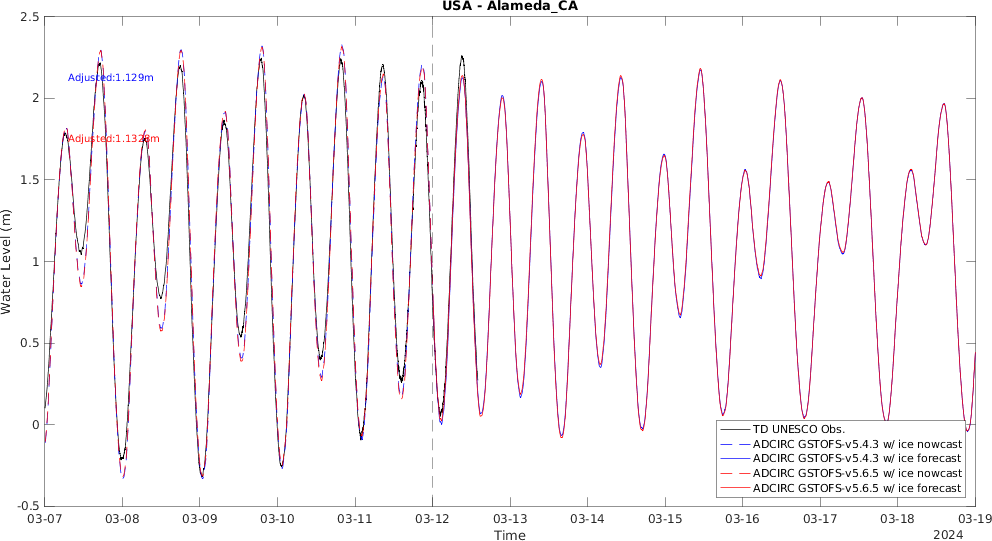 USA - Alameda_CA
2.5
2
1.5
1
0.5
0
-0.5
Water Level (m)
Adjusted:1.129m
03-07
03-08
03-09
03-10
03-11
03-12
03-13
03-14
03-15
03-16
03-17
03-18
03-19
Time
2024
TD UNESCO Obs.
ADCIRC GSTOFS-v5.4.3 w/ ice nowcast
ADCIRC GSTOFS-v5.4.3 w/ ice forecast
ADCIRC GSTOFS-v5.6.5 w/ ice nowcast
ADCIRC GSTOFS-v5.6.5 w/ ice forecast